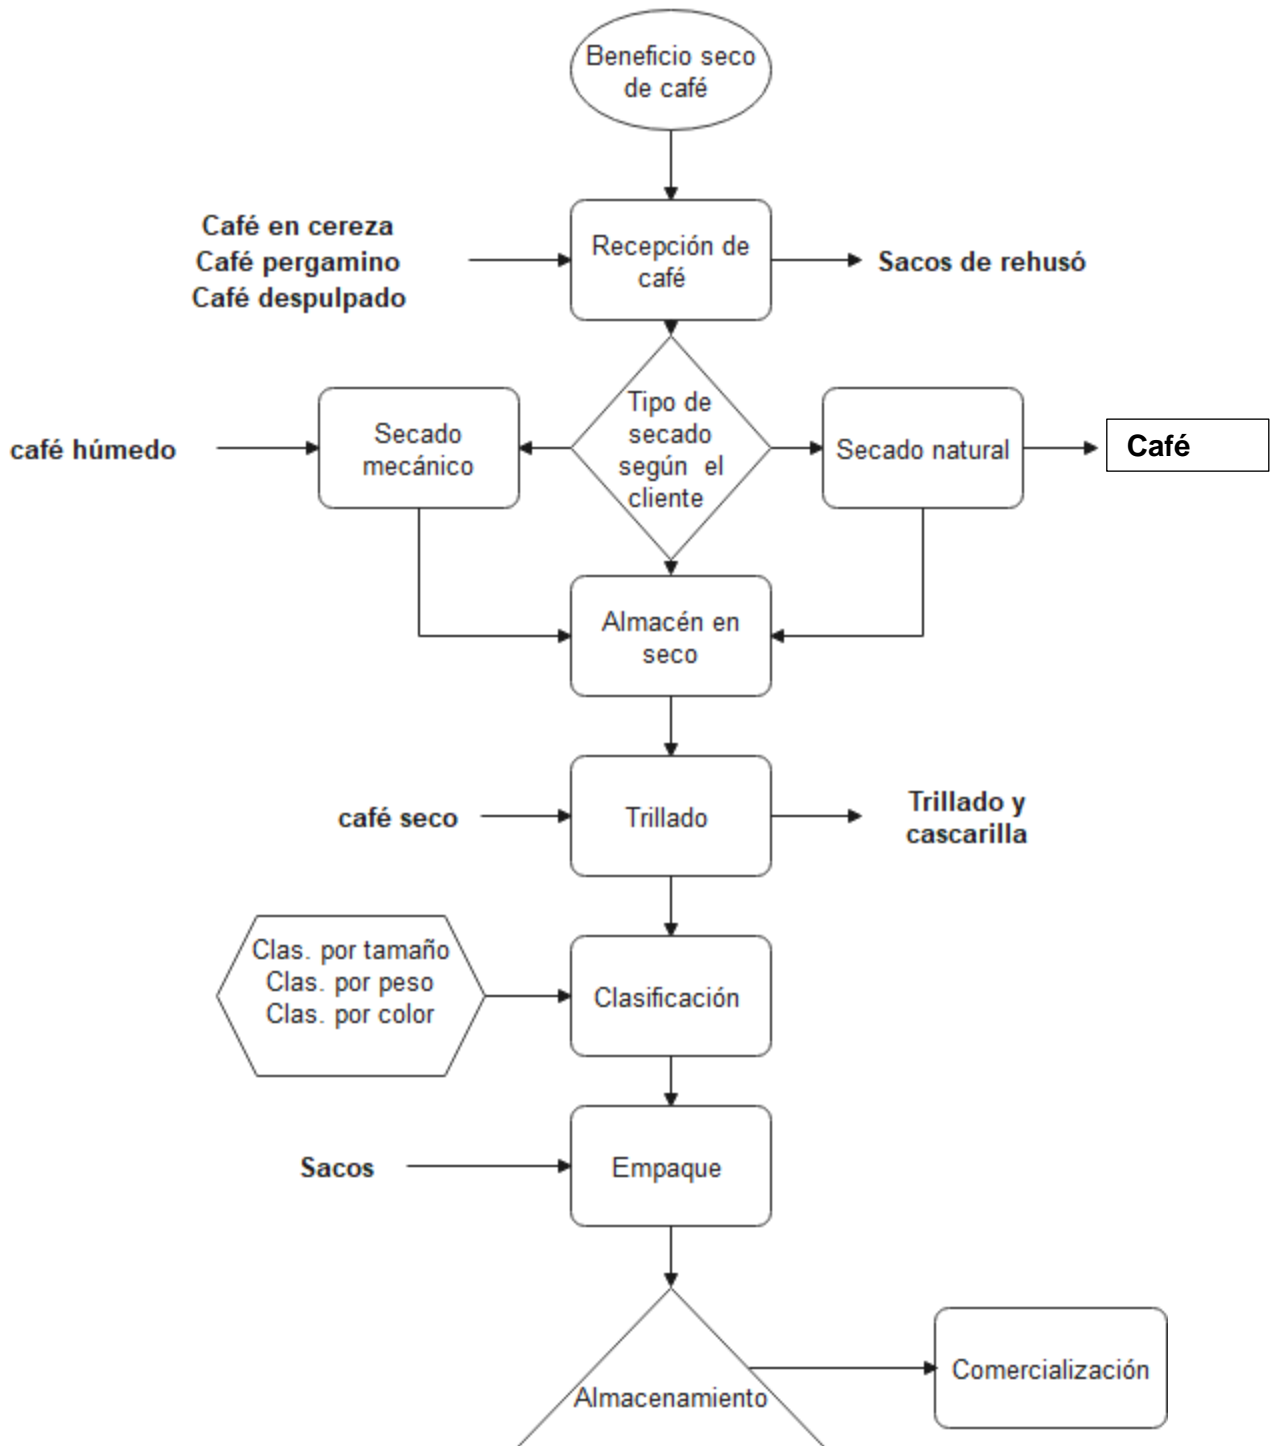 Beneficio seco
de café
Café en cereza
Café pergamino
Café despulpado
Recepción de
café
Sacos de rehusó
café húmedo
Secado
mecánico
Tipo de
secado
según el
cliente
Secado natural
Café
Almacén en
seco
café seco
Trillado
Trillado y
cascarilla
Clas. por tamaño
Clas. por peso
Clas. por color
Clasificación
Sacos
Empaque
Almacenamiento
Comercialización